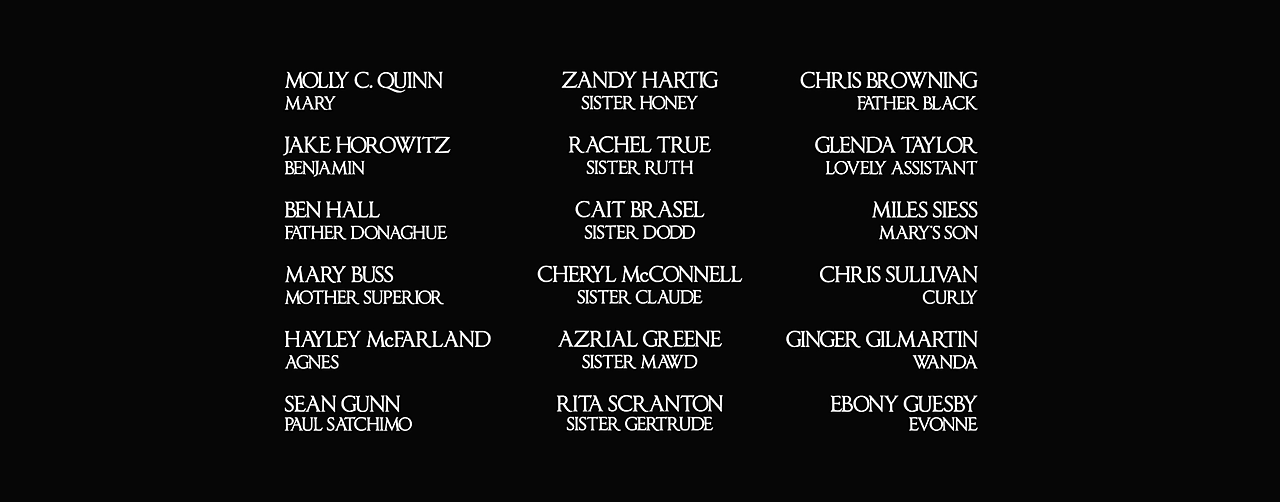 MOLLY C. QUINN
MARY
JAKE HOROWITZ
BENJAMIN
BEN HALL
FATHER DONAGHUE
MARY BUSS
MOTHER SUPERIOR
HAYLEY McFARLAND
AGNES
SEAN GUNN
PAUL SATCHIMO
ZANDY HARTIG
SISTER HONEY
RACHEL TRUE
SISTER RUTH
CAIT BRASEL
SISTER DODD
CHERYL McCONNELL
SISTER CLAUDE
AZRIAL GREENE
SISTER MAWD
RITA SCRANTON
SISTER GERTRUDE
CHRIS BROWNING
FATHER BLACK
GLENDA TAYLOR
LOVELY ASSISTANT
MILES SIESS
MARY'S SON
CHRIS SULLIVAN
CURLY
GINGER GILMARTIN
WANDA
EBONY GUESBY
EVONNE